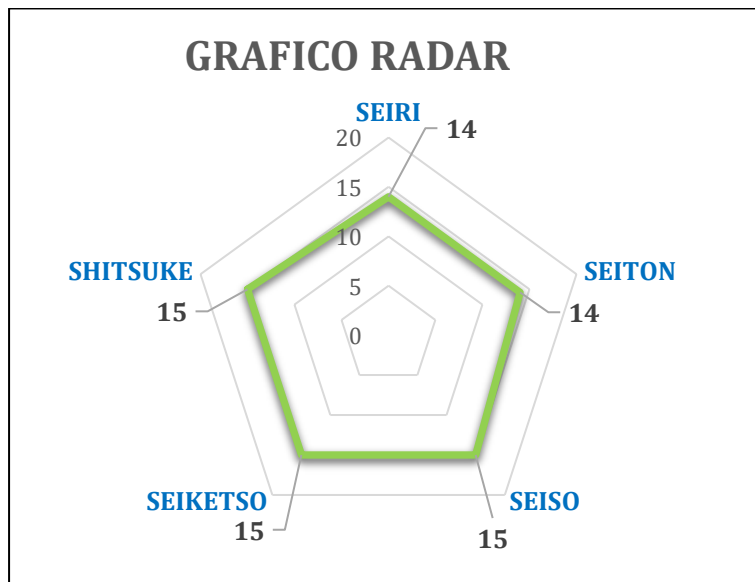 GRAFICO RADAR
SEIRI
14
20
15
10
5
0
SHITSUKE
15
SEITON
14
SEIKETSO
15
SEISO
15